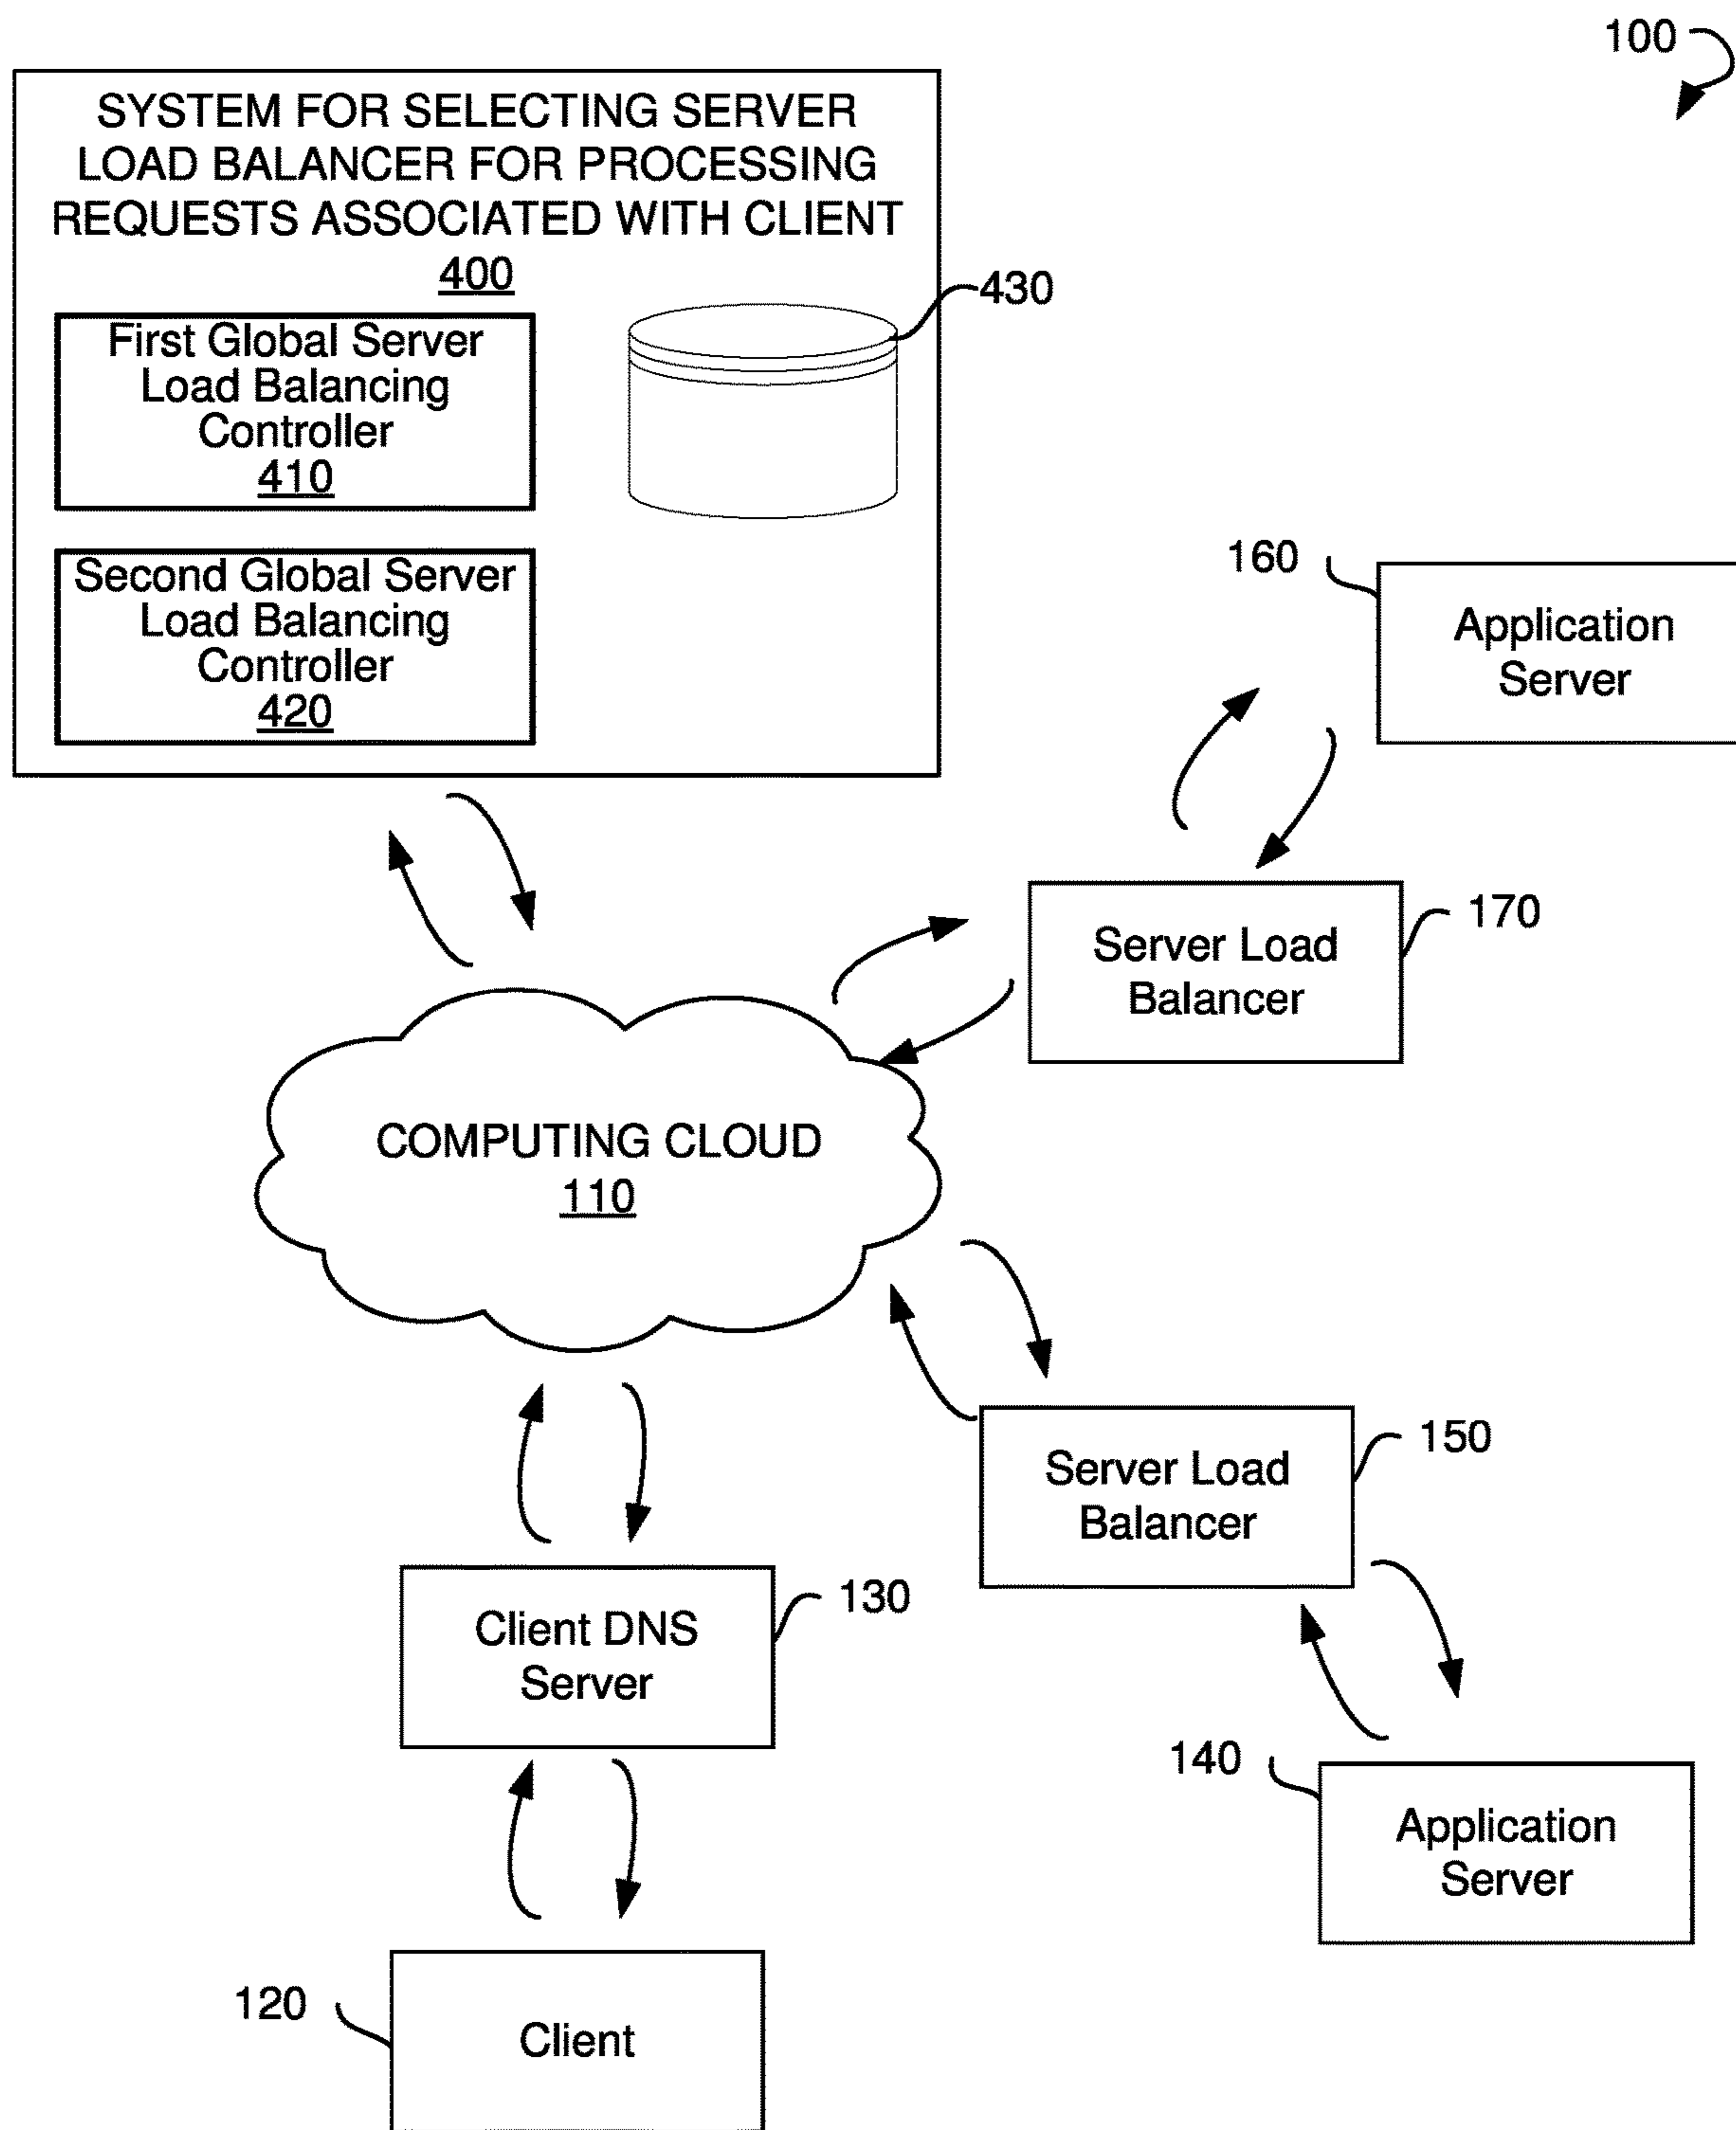 100
SYSTEM FOR SELECTING SERVER
LOAD BALANCER FOR PROCESSING
REQUESTS ASSOCIATED WITH CLIENT
400
430
First Global Server
Load Balancing
Controller
410
Second Global Server
Load Balancing
Controller
420
160
Application
Server
170
Server Load
Balancer
COMPUTING CLOUD
110
150
Server Load
Balancer
130
Client DNS
Server
140
Application
Server
120
Client